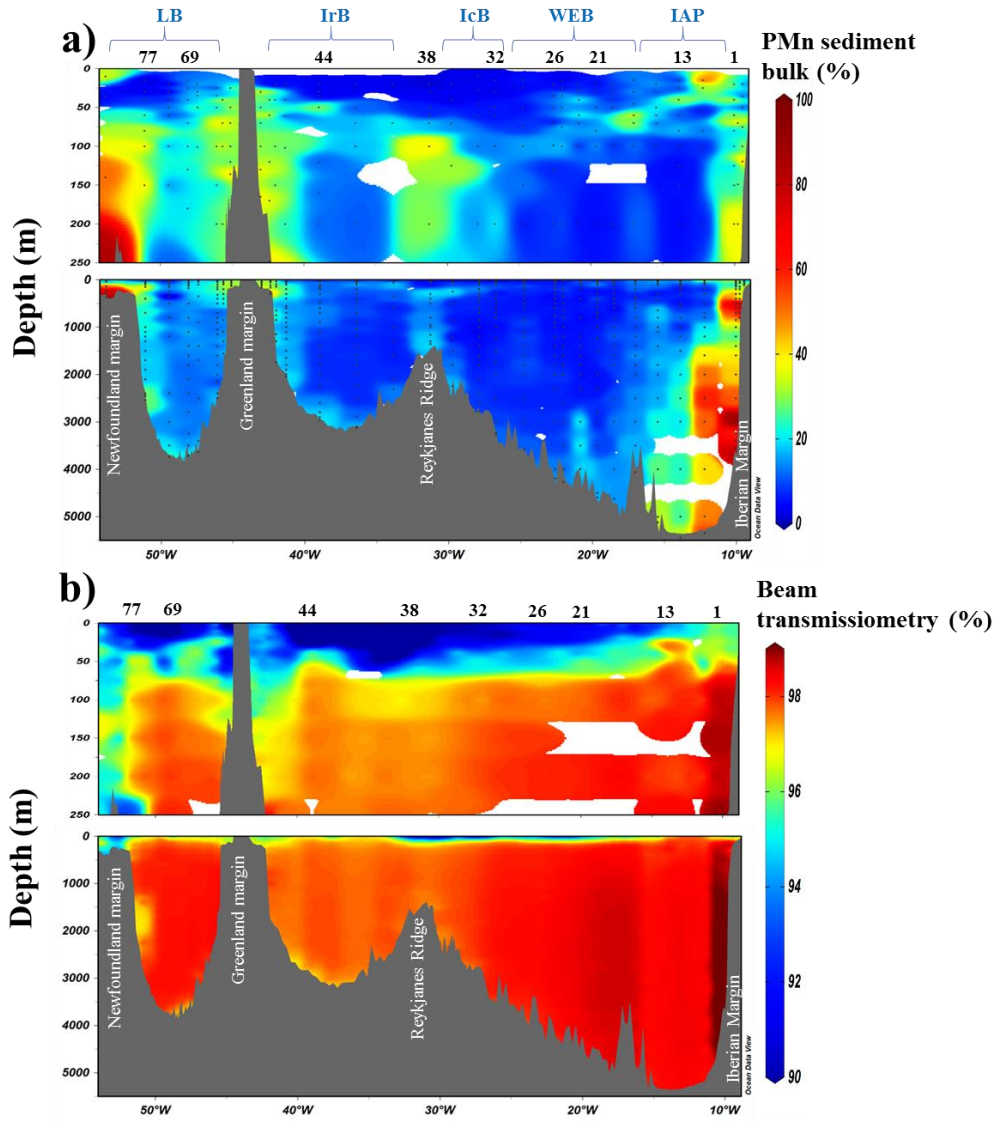 LB IrB IcB WEB IAP
a) 77 69 44 38 32 26 21 13 1
PMn sediment
bulk (%)
0
50
100
150
200
250
0
1000
2000
3000
4000
5000
Depth (m)
Newfoundland margin
Greenland margin
Reykjanes Ridge
Iberian Margin
Ocean Data View
50°W 40°W 30°W 20°W 10°W
100
80
60
40
20
0
b) 77 69 44 38 32 26 21 13 1
Beam
transmissiometry (%)
0
50
100
150
200
250
0
1000
2000
3000
4000
5000
Depth (m)
Newfoundland margin
Greenland margin
Reykjanes Ridge
Iberian Margin
Ocean Data View
50°W 40°W 30°W 20°W 10°W
98
96
94
92
90